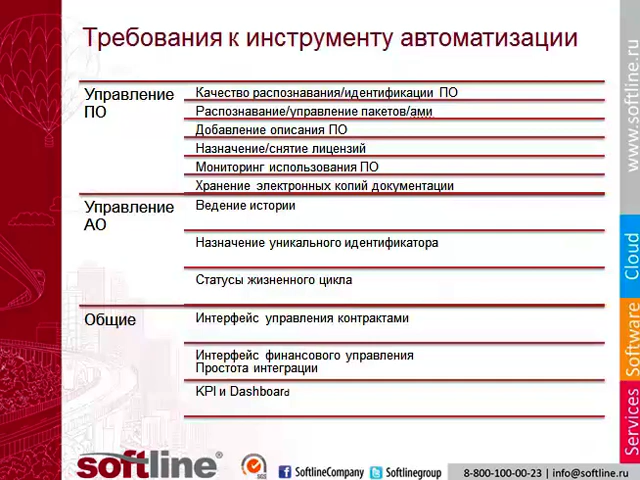 Требования к инструменту автоматизации
Управление
ПО
Качество распознавания/идентификации ПО
Распознавание/управление пакетов/ами
Добавление описания ПО
Назначение/снятие лицензий
Мониторинг использования ПО
Хранение электронных копий документации
Управление
АО
Ведение истории
Назначение уникального идентификатора
Статусы жизненного цикла
Общие
Интерфейс управления контрактами
Интерфейс финансового управления
Простота интеграции
KPI и Dashboard
www.softline.ru
Cloud
Software
Services
softline®
SoftlineCompany
Softlinegroup
8-800-100-00-23 | info@softline.ru